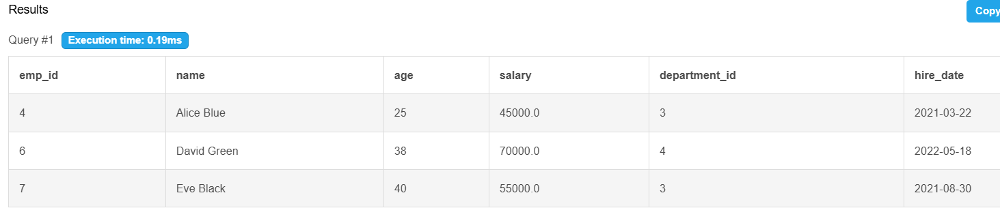 Results
Copy
Query #1 Execution time: 0.19ms
emp_id name age salary department_id hire_date
4 Alice Blue 25 45000.0 3 2021-03-22
6 David Green 38 70000.0 4 2022-05-18
7 Eve Black 40 55000.0 3 2021-08-30